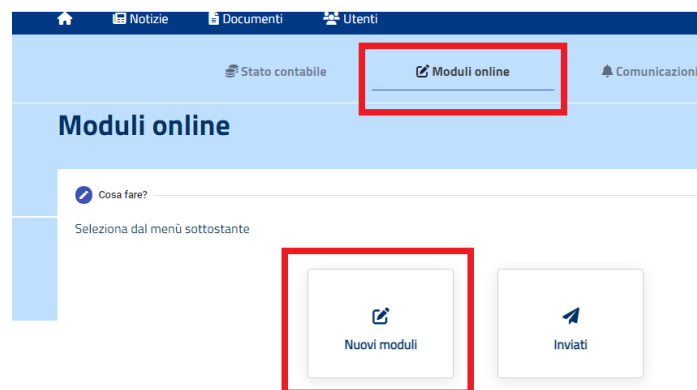 Notizie Documenti Utenti
Stato contabile Moduli online Comunicazioni
Moduli online
Cosa fare?
Seleziona dal menù sottostante
Nuovi moduli Inviati